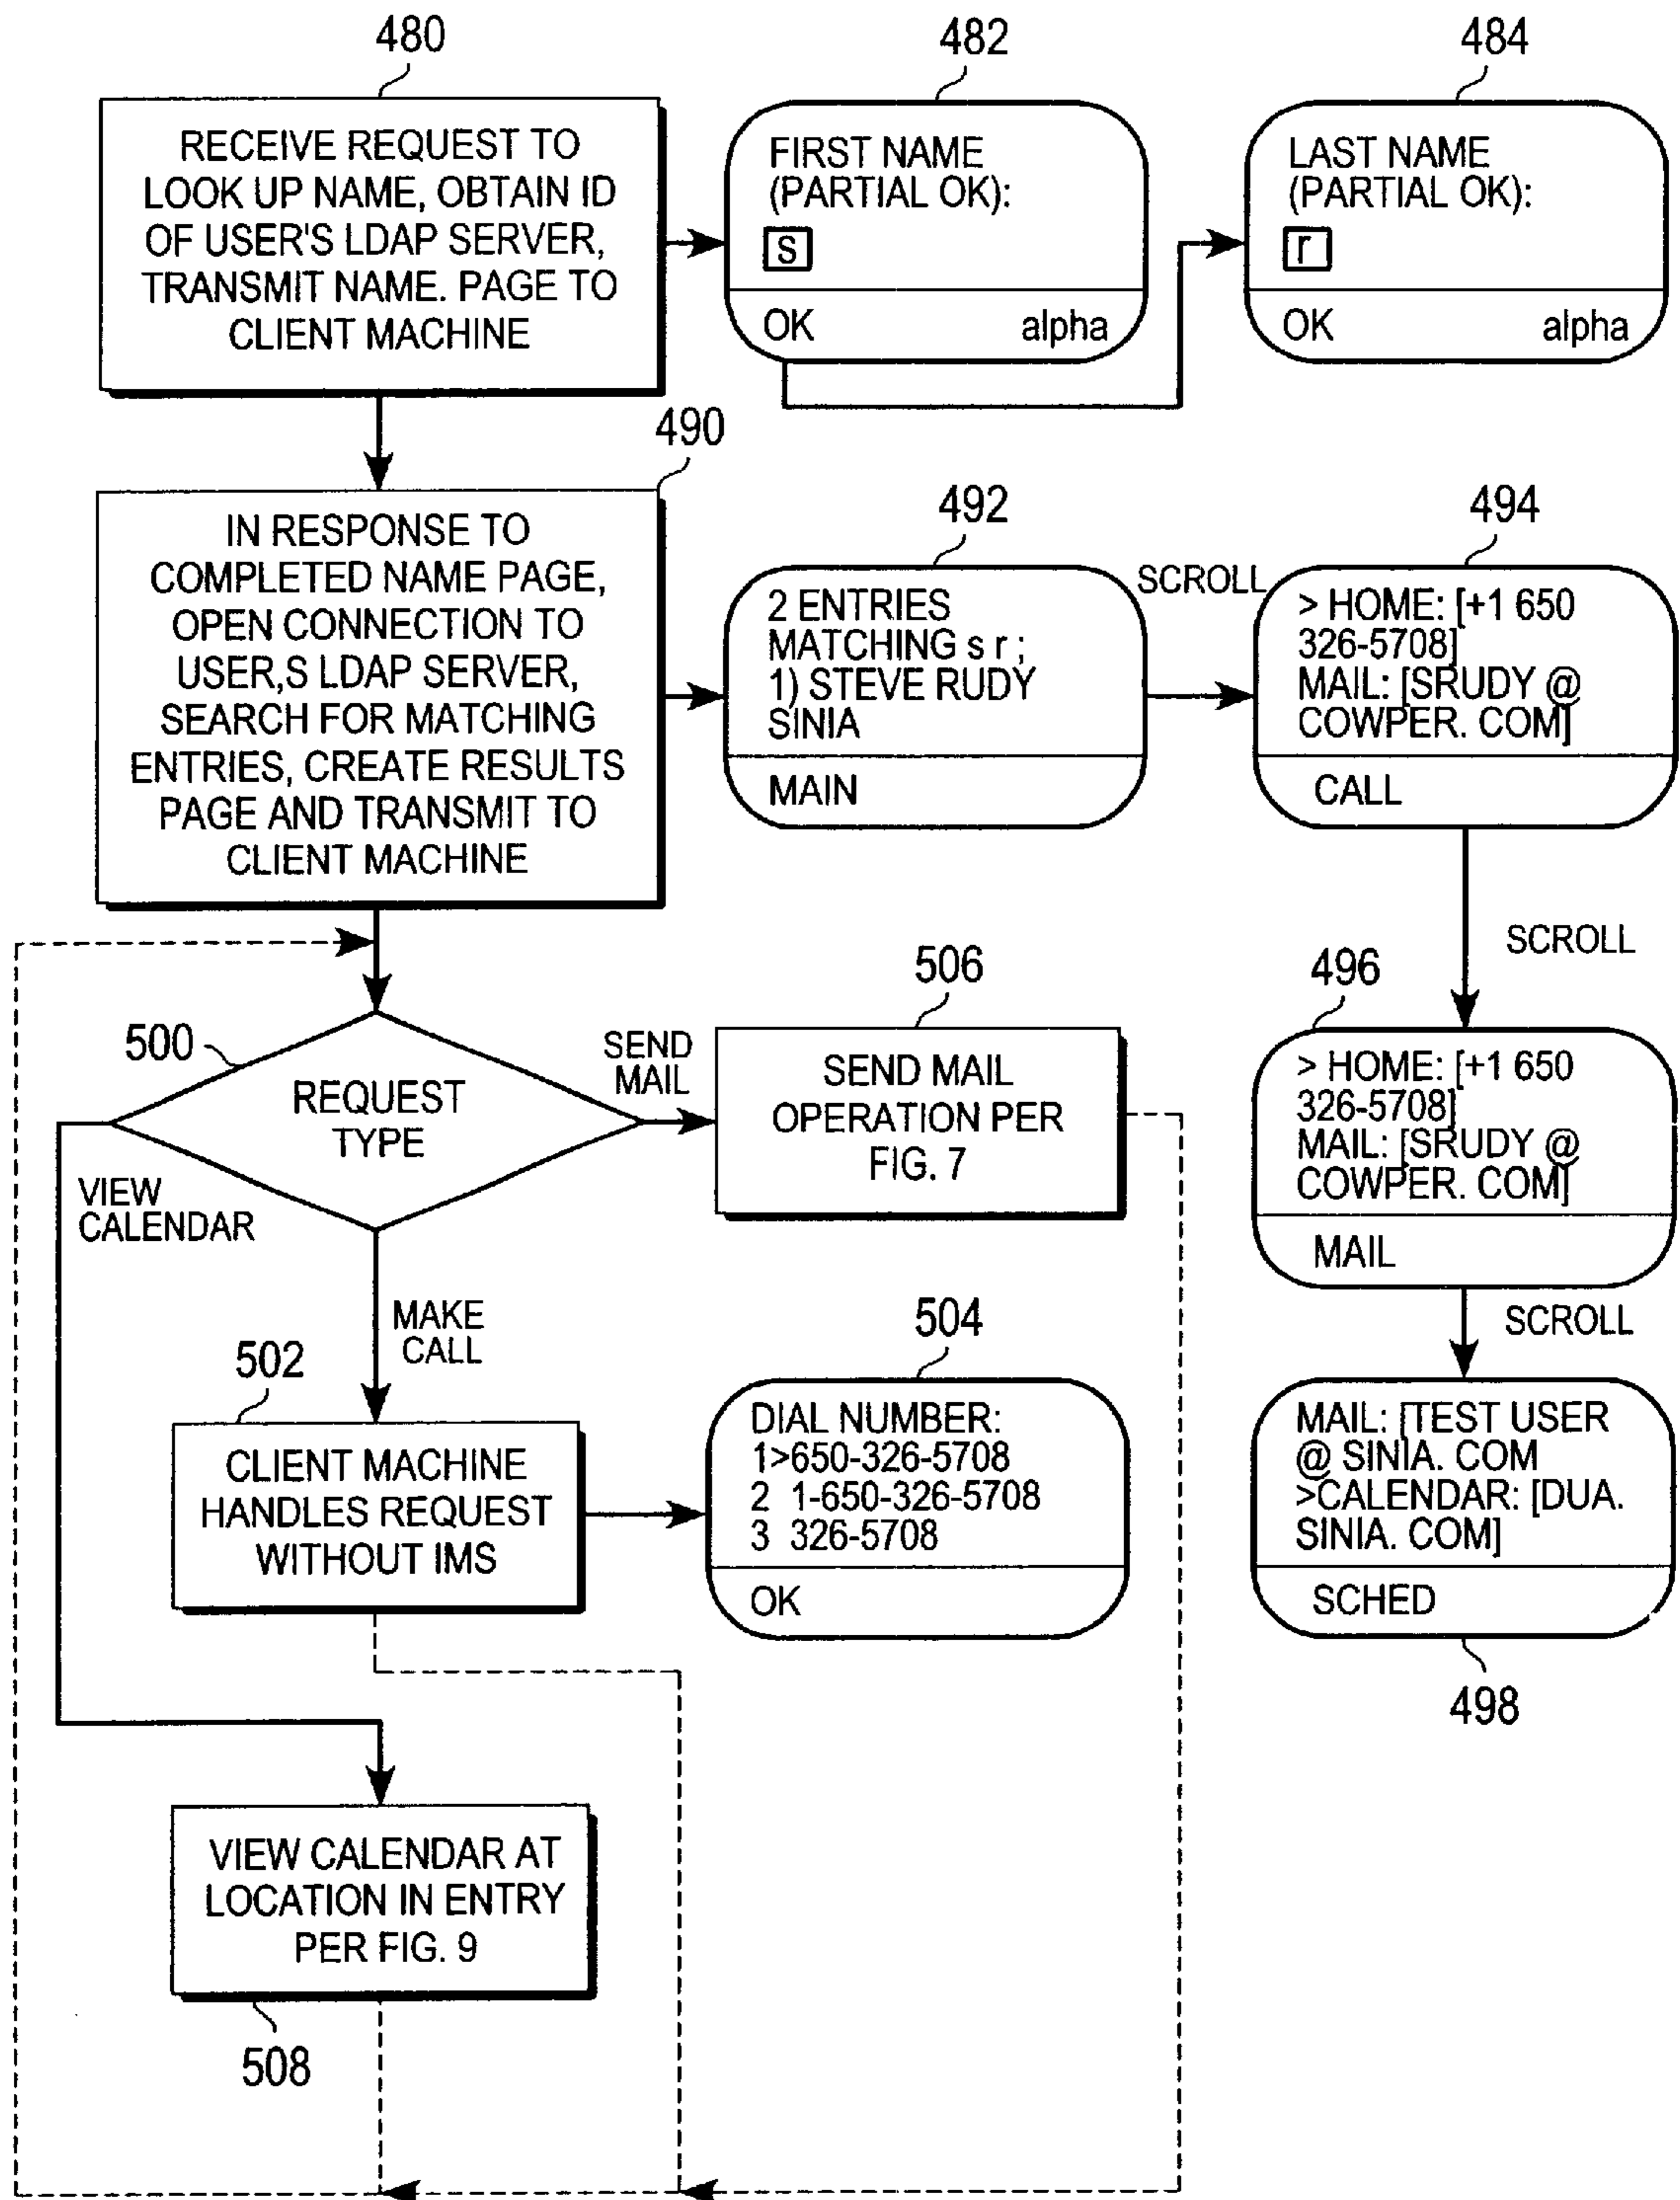 480
RECEIVE REQUEST TO
LOOK UP NAME, OBTAIN ID
OF USER'S LDAP SERVER,
TRANSMIT NAME. PAGE TO
CLIENT MACHINE
482
FIRST NAME
(PARTIAL OK):
s
OK alpha
484
LAST NAME
(PARTIAL OK):
r
OK alpha
490
IN RESPONSE TO
COMPLETED NAME PAGE,
OPEN CONNECTION TO
USER,S LDAP SERVER,
SEARCH FOR MATCHING
ENTRIES, CREATE RESULTS
PAGE AND TRANSMIT TO
CLIENT MACHINE
492
2 ENTRIES
MATCHING s r ;
1) STEVE RUDY
SINIA
MAIN
SCROLL
494
> HOME: [+1 650
326-5708]
MAIL: [SRUDY @
COWPER. COM]
CALL
SCROLL
496
> HOME: [+1 650
326-5708]
MAIL: [SRUDY @
COWPER. COM]
MAIL
SCROLL
MAIL: [TEST USER
@ SINIA. COM
>CALENDAR: [DUA.
SINIA. COM]
SCHED
498
500
REQUEST
TYPE
SEND
MAIL
506
SEND MAIL
OPERATION PER
FIG. 7
VIEW
CALENDAR
MAKE
CALL
502
CLIENT MACHINE
HANDLES REQUEST
WITHOUT IMS
504
DIAL NUMBER:
1>650-326-5708
2 1-650-326-5708
3 326-5708
OK
VIEW CALENDAR AT
LOCATION IN ENTRY
PER FIG. 9
508